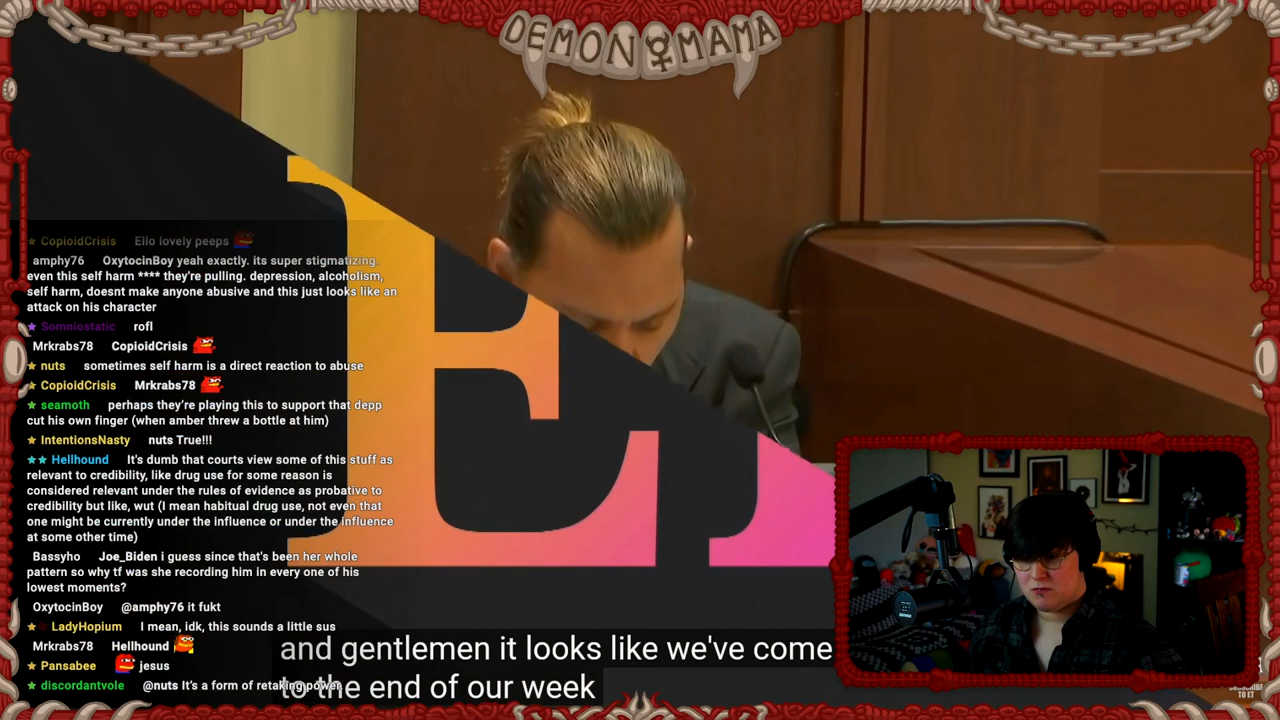 DEMON MAMA
CopioidCrisis Ello lovely peeps
amphy76 OxytocinBoy yeah exactly. its super stigmatizing.
even this self harm **** they're pulling. depression, alcoholism,
self harm, doesnt make anyone abusive and this just looks like an
attack on his character
Somniostatic rofl
Mrkrabs78 CopioidCrisis
nuts sometimes self harm is a direct reaction to abuse
CopioidCrisis Mrkrabs78
seamoth perhaps they're playing this to support that depp
cut his own finger (when amber threw a bottle at him)
IntentionsNasty nuts True!!!
Hellhound It's dumb that courts view some of this stuff as
relevant to credibility, like drug use for some reason is
considered relevant under the rules of evidence as probative to
credibility but like, wut (I mean habitual drug use, not even that
one might be currently under the influence or under the influence
at some other time)
Bassyho Joe_Biden i guess since that's been her whole
pattern so why tf was she recording him in every one of his
lowest moments?
OxytocinBoy @amphy76 it fukt
LadyHopium I mean, idk, this sounds a little sus
Mrkrabs78 Hellhound
Pansabee jesus
discordantvole @nuts It's a form of retaking power
E
and gentlemen it looks like we've come
to the end of our week
SUBSCRIBE
TO ET